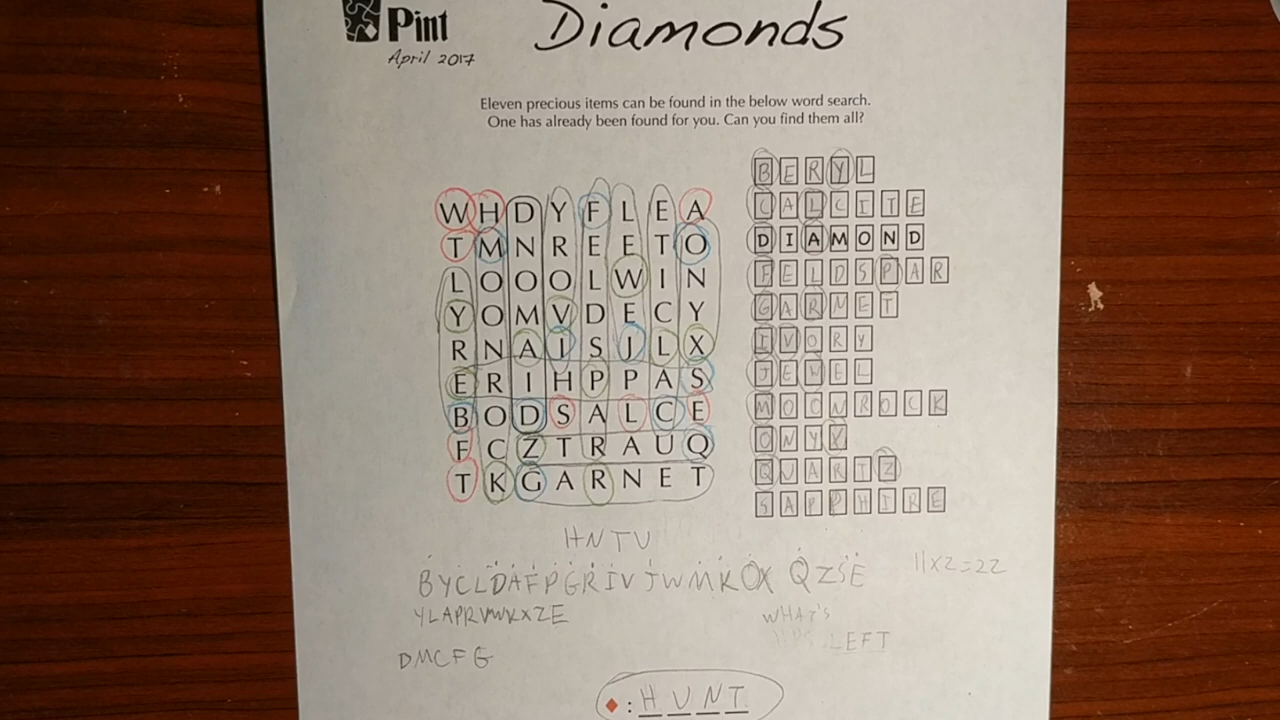 Pint
Diamonds
April 2017
Eleven precious items can be found in the below word search.
One has already been found for you. Can you find them all?
W H D Y F L E A
T M N R E E T O
L O O O L W I N
Y O M V D E C Y
R N A I S J L X
E R I H P P A S
B O D S A L C E
F C Z T R A U Q
T K G A R N E T
BERYL
CALCITE
DIAMOND
FELDSPAR
GARNET
IVORY
JEWEL
MOONROCK
ONYX
QUARTZ
SAPPHIRE
HNTU
BYCLDAFPGRIVJWMKOXQZSE
11x2=22
YLAPRVWKXZE
WHAT'S
LEFT
DMCFG
: HUNT